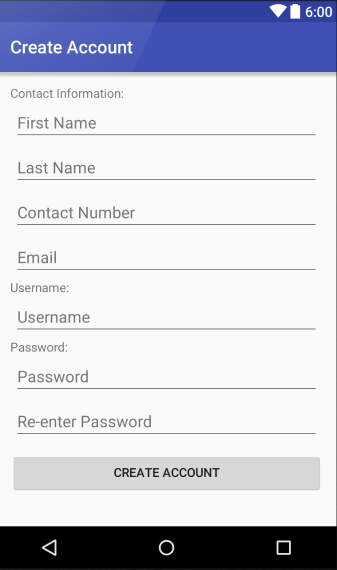 6:00
Create Account
Contact Information:
First Name
Last Name
Contact Number
Email
Username:
Username
Password:
Password
Re-enter Password
CREATE ACCOUNT